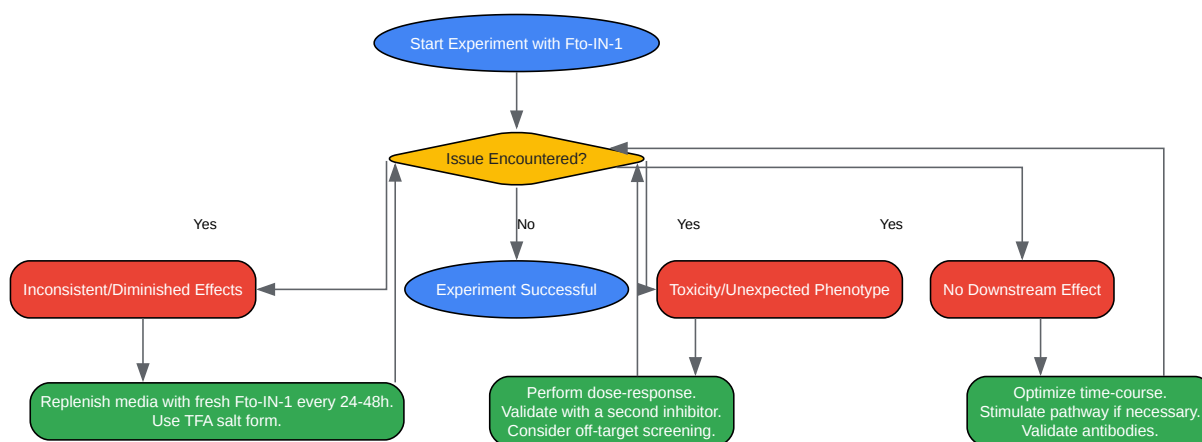 Start Experiment with Fto-IN-1
Issue Encountered?
Yes
No
Yes
Yes
Inconsistent/Diminished Effects
Experiment Successful
Toxicity/Unexpected Phenotype
No Downstream Effect
Replenish media with fresh Fto-IN-1 every 24-48h.
Use TFA salt form.
Perform dose-response.
Validate with a second inhibitor.
Consider off-target screening.
Optimize time-course.
Stimulate pathway if necessary.
Validate antibodies.